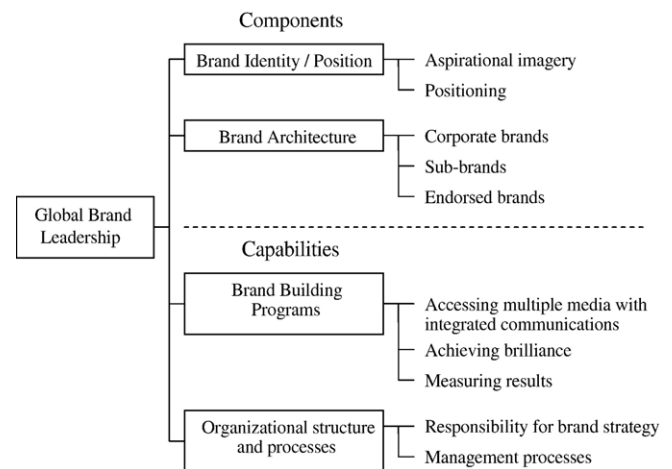 Components
Brand Identity / Position
Aspirational imagery
Positioning
Brand Architecture
Corporate brands
Sub-brands
Endorsed brands
Global Brand
Leadership
Capabilities
Brand Building
Programs
Accessing multiple media with
integrated communications
Achieving brilliance
Measuring results
Organizational structure
and processes
Responsibility for brand strategy
Management processes